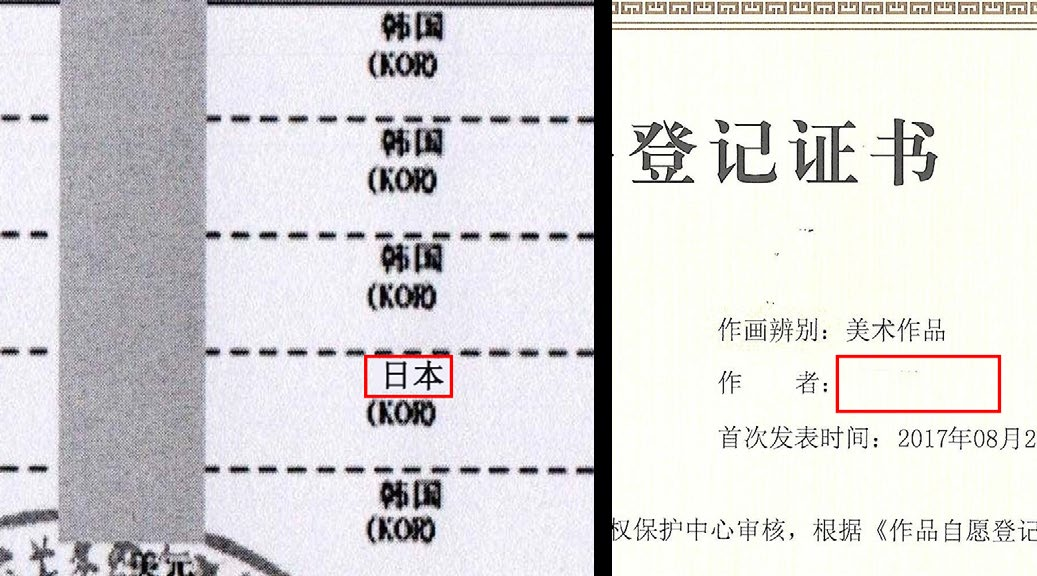 韩国
(KOR)
韩国
(KOR)
韩国
(KOR)
日本
(KOR)
韩国
(KOR)
美元
登记证书
作画辨别：美术作品
作 者：
首次发表时间：2017年08月2
权保护中心审核，根据《作品自愿登记